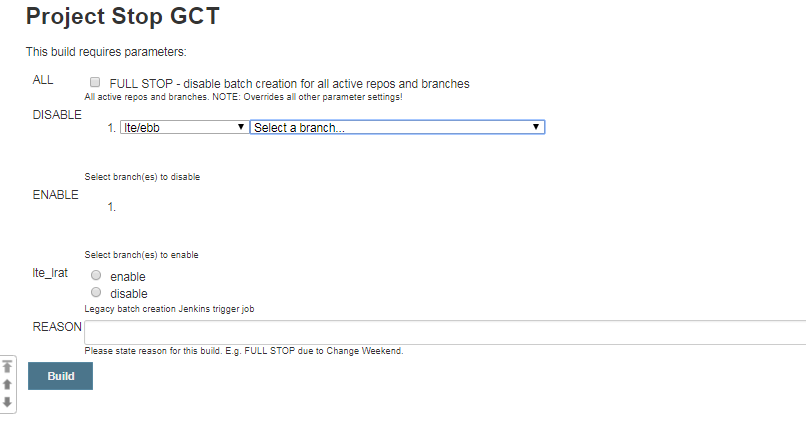 Project Stop GCT
This build requires parameters:
ALL
FULL STOP - disable batch creation for all active repos and branches
All active repos and branches. NOTE: Overrides all other parameter settings!
DISABLE
1. lte/ebb Select a branch...
Select branch(es) to disable
ENABLE
1.
Select branch(es) to enable
lte_lrat
enable
disable
Legacy batch creation Jenkins trigger job
REASON
Please state reason for this build. E.g. FULL STOP due to Change Weekend.
Build